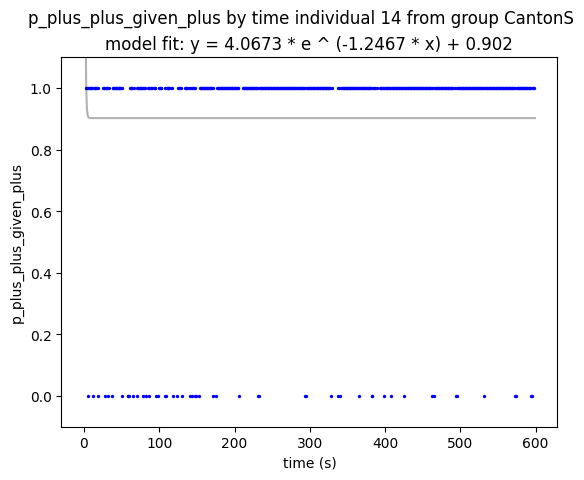 p_plus_plus_given_plus by time individual 14 from group CantonS
model fit: y = 4.0673 * e ^ (-1.2467 * x) + 0.902
p_plus_plus_given_plus
1.0
0.8
0.6
0.4
0.2
0.0
0 100 200 300 400 500 600
time (s)